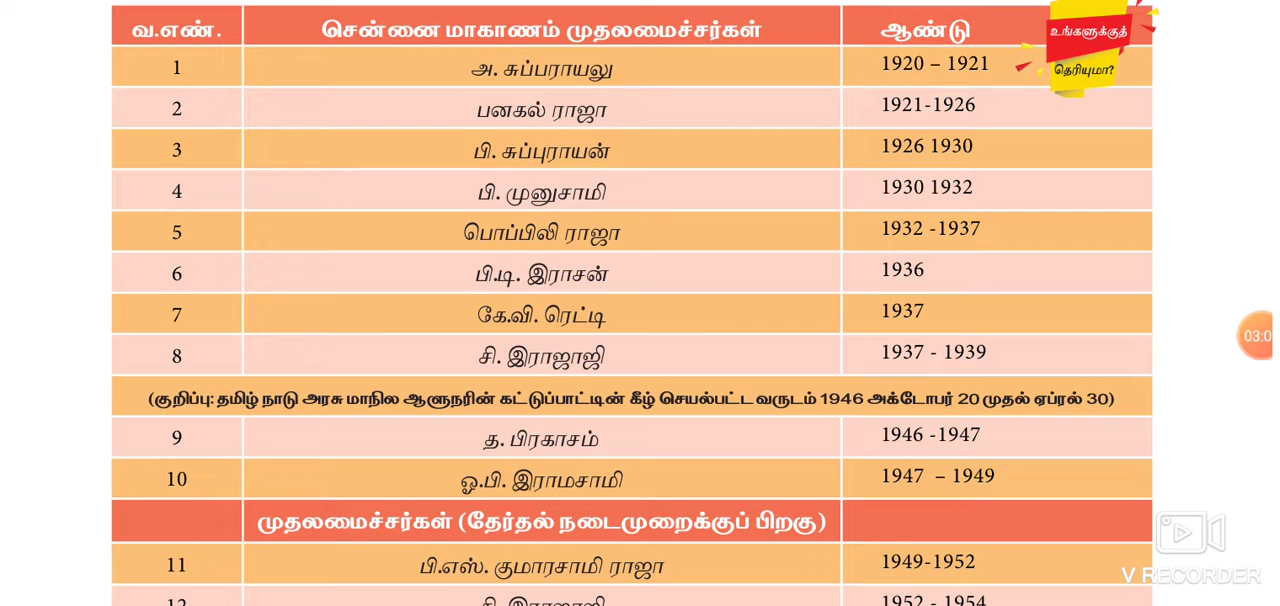 வ.எண். சென்னை மாகாணம் முதலமைச்சர்கள் ஆண்டு
உங்களுக்குத்
தெரியுமா?
1 அ. சுப்பராயலு 1920 – 1921
2 பனகல் ராஜா 1921-1926
3 பி. சுப்புராயன் 1926 1930
4 பி. முனுசாமி 1930 1932
5 பொப்பிலி ராஜா 1932 -1937
6 பி.டி. இராசன் 1936
7 கே.வி. ரெட்டி 1937
8 சி. இராஜாஜி 1937 - 1939
(குறிப்பு: தமிழ் நாடு அரசு மாநில ஆளுநரின் கட்டுப்பாட்டின் கீழ் செயல்பட்ட வருடம் 1946 அக்டோபர் 20 முதல் ஏப்ரல் 30)
9 த. பிரகாசம் 1946 -1947
10 ஓ.பி. இராமசாமி 1947 – 1949
முதலமைச்சர்கள் (தேர்தல் நடைமுறைக்குப் பிறகு)
11 பி.எஸ். குமாரசாமி ராஜா 1949-1952
12 சி. இராஜாஜி 1952 - 1954
03:0
V RECORDER